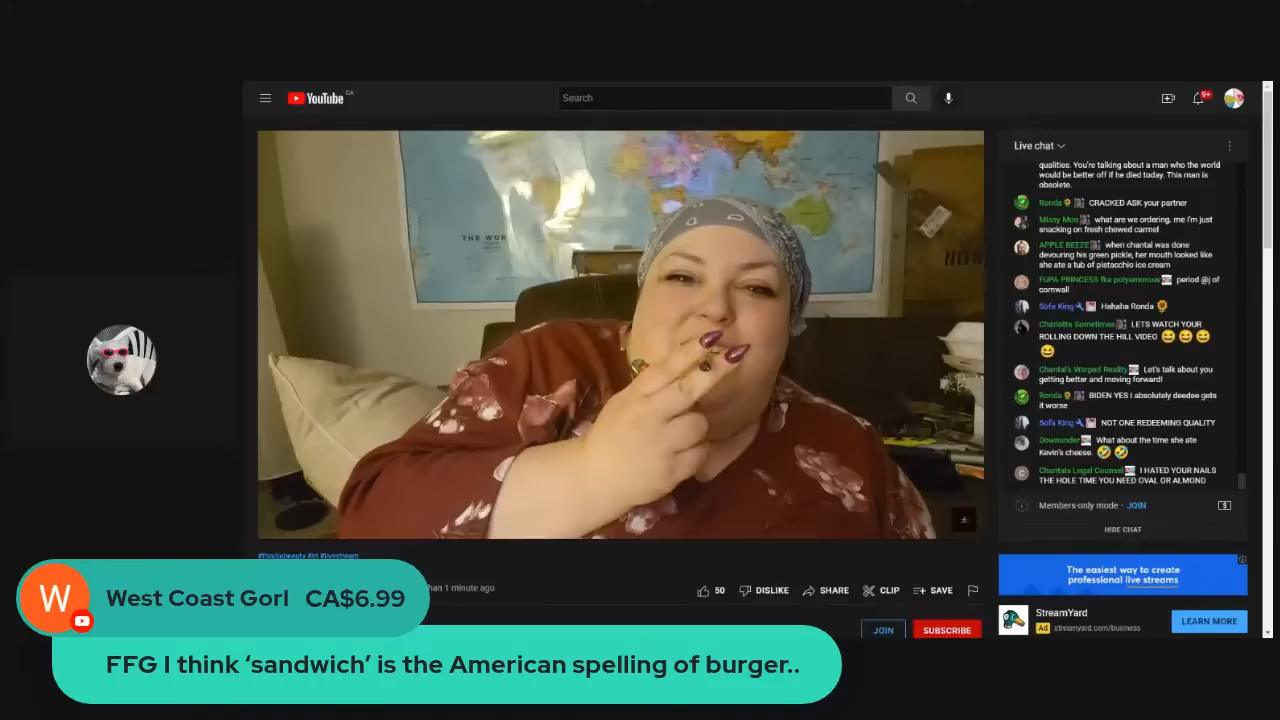 YouTube CA
Search
9+
THE WOR
Live chat
qualities. You're talking about a man who the world
would be better off if he died today. This man is
obsolete.
Ronda CRACKED ASK your partner
Missy Moo what are we ordering, me i'm just
snacking on fresh chewed carmel
APPLE BEEZE when chantal was done
devouring his green pickle, her mouth looked like
she ate a tub of pistacchio ice cream
FUPA PRINCESS fka polyamorous period @j of
cornwall
Sofa King Hahaha Ronda
Charlotte Sometimes LETS WATCH YOUR
ROLLING DOWN THE HILL VIDEO
Chantal's Warped Reality Let's talk about you
getting better and moving forward!
Ronda BIDEN YES I absolutely deedee gets
it worse
Sofa King NOT ONE REDEEMING QUALITY
Downunder What about the time she ate
Kevin's cheese.
Chantals Legal Counsel I HATED YOUR NAILS
THE HOLE TIME YOU NEED OVAL OR ALMOND
Members-only mode · JOIN
HIDE CHAT
#foodiebeauty #irl #livestream
than 1 minute ago
50 DISLIKE SHARE CLIP SAVE
JOIN SUBSCRIBE
The easiest way to create
professional live streams
StreamYard
Ad streamyard.com/business
LEARN MORE
W
West Coast Gorl CA$6.99
FFG I think ‘sandwich’ is the American spelling of burger..